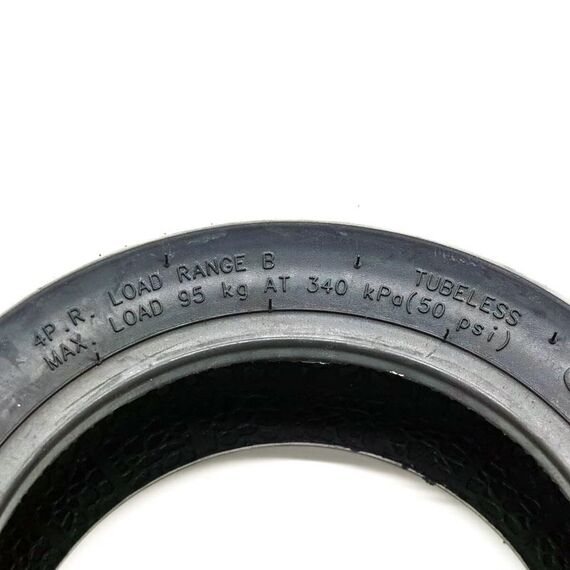 4P.R. LOAD RANGE B TUBELESS
MAX. LOAD 95 kg AT 340 kPa(50 psi)